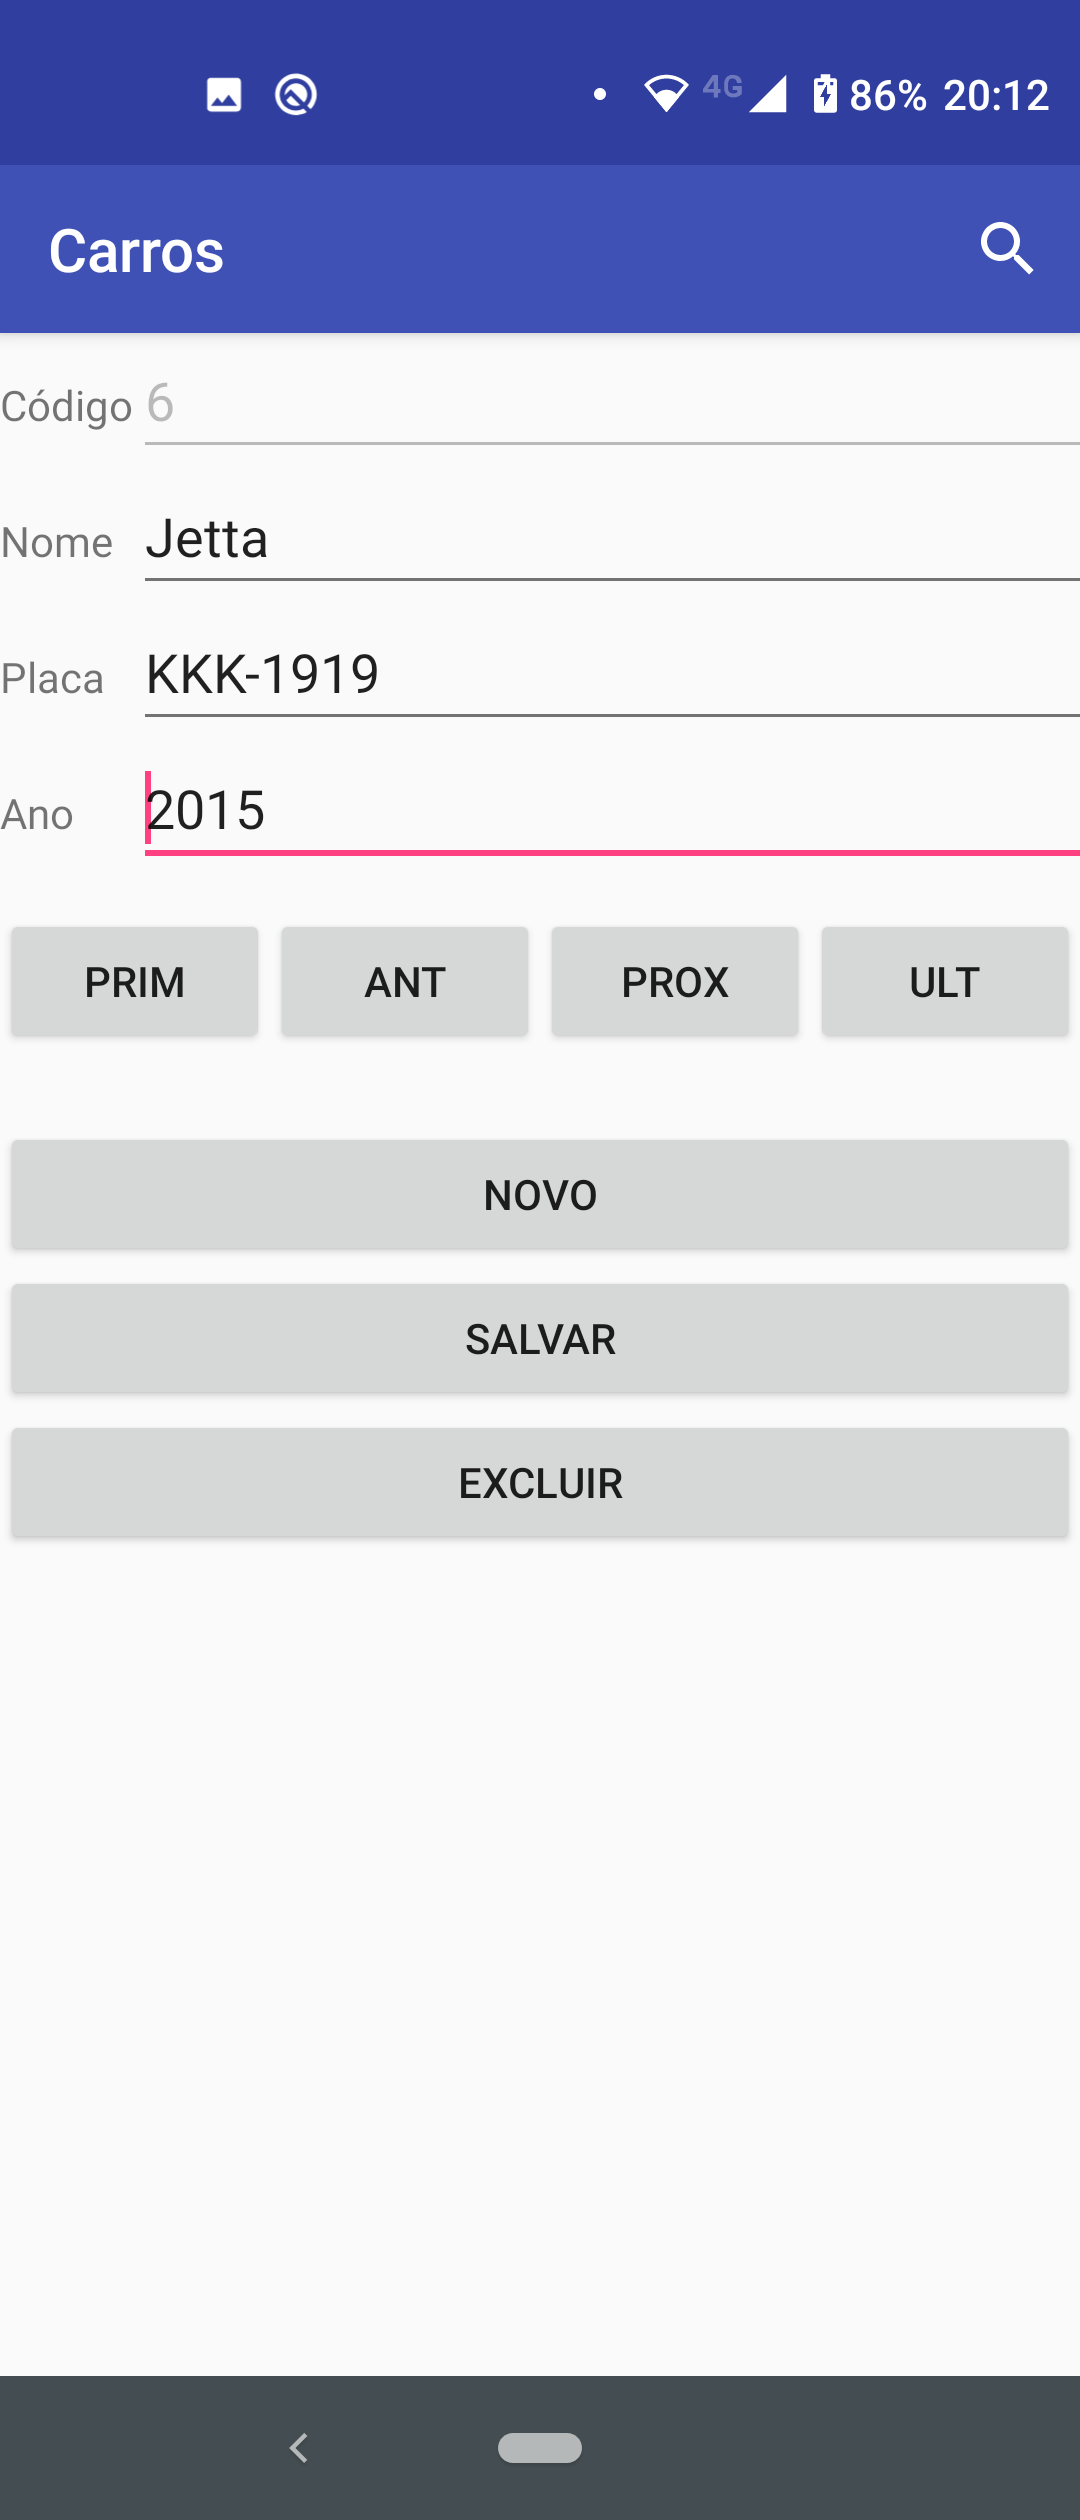 4G 86% 20:12
Carros
Código 6
Nome Jetta
Placa KKK-1919
Ano 2015
PRIM ANT PROX ULT
NOVO
SALVAR
EXCLUIR